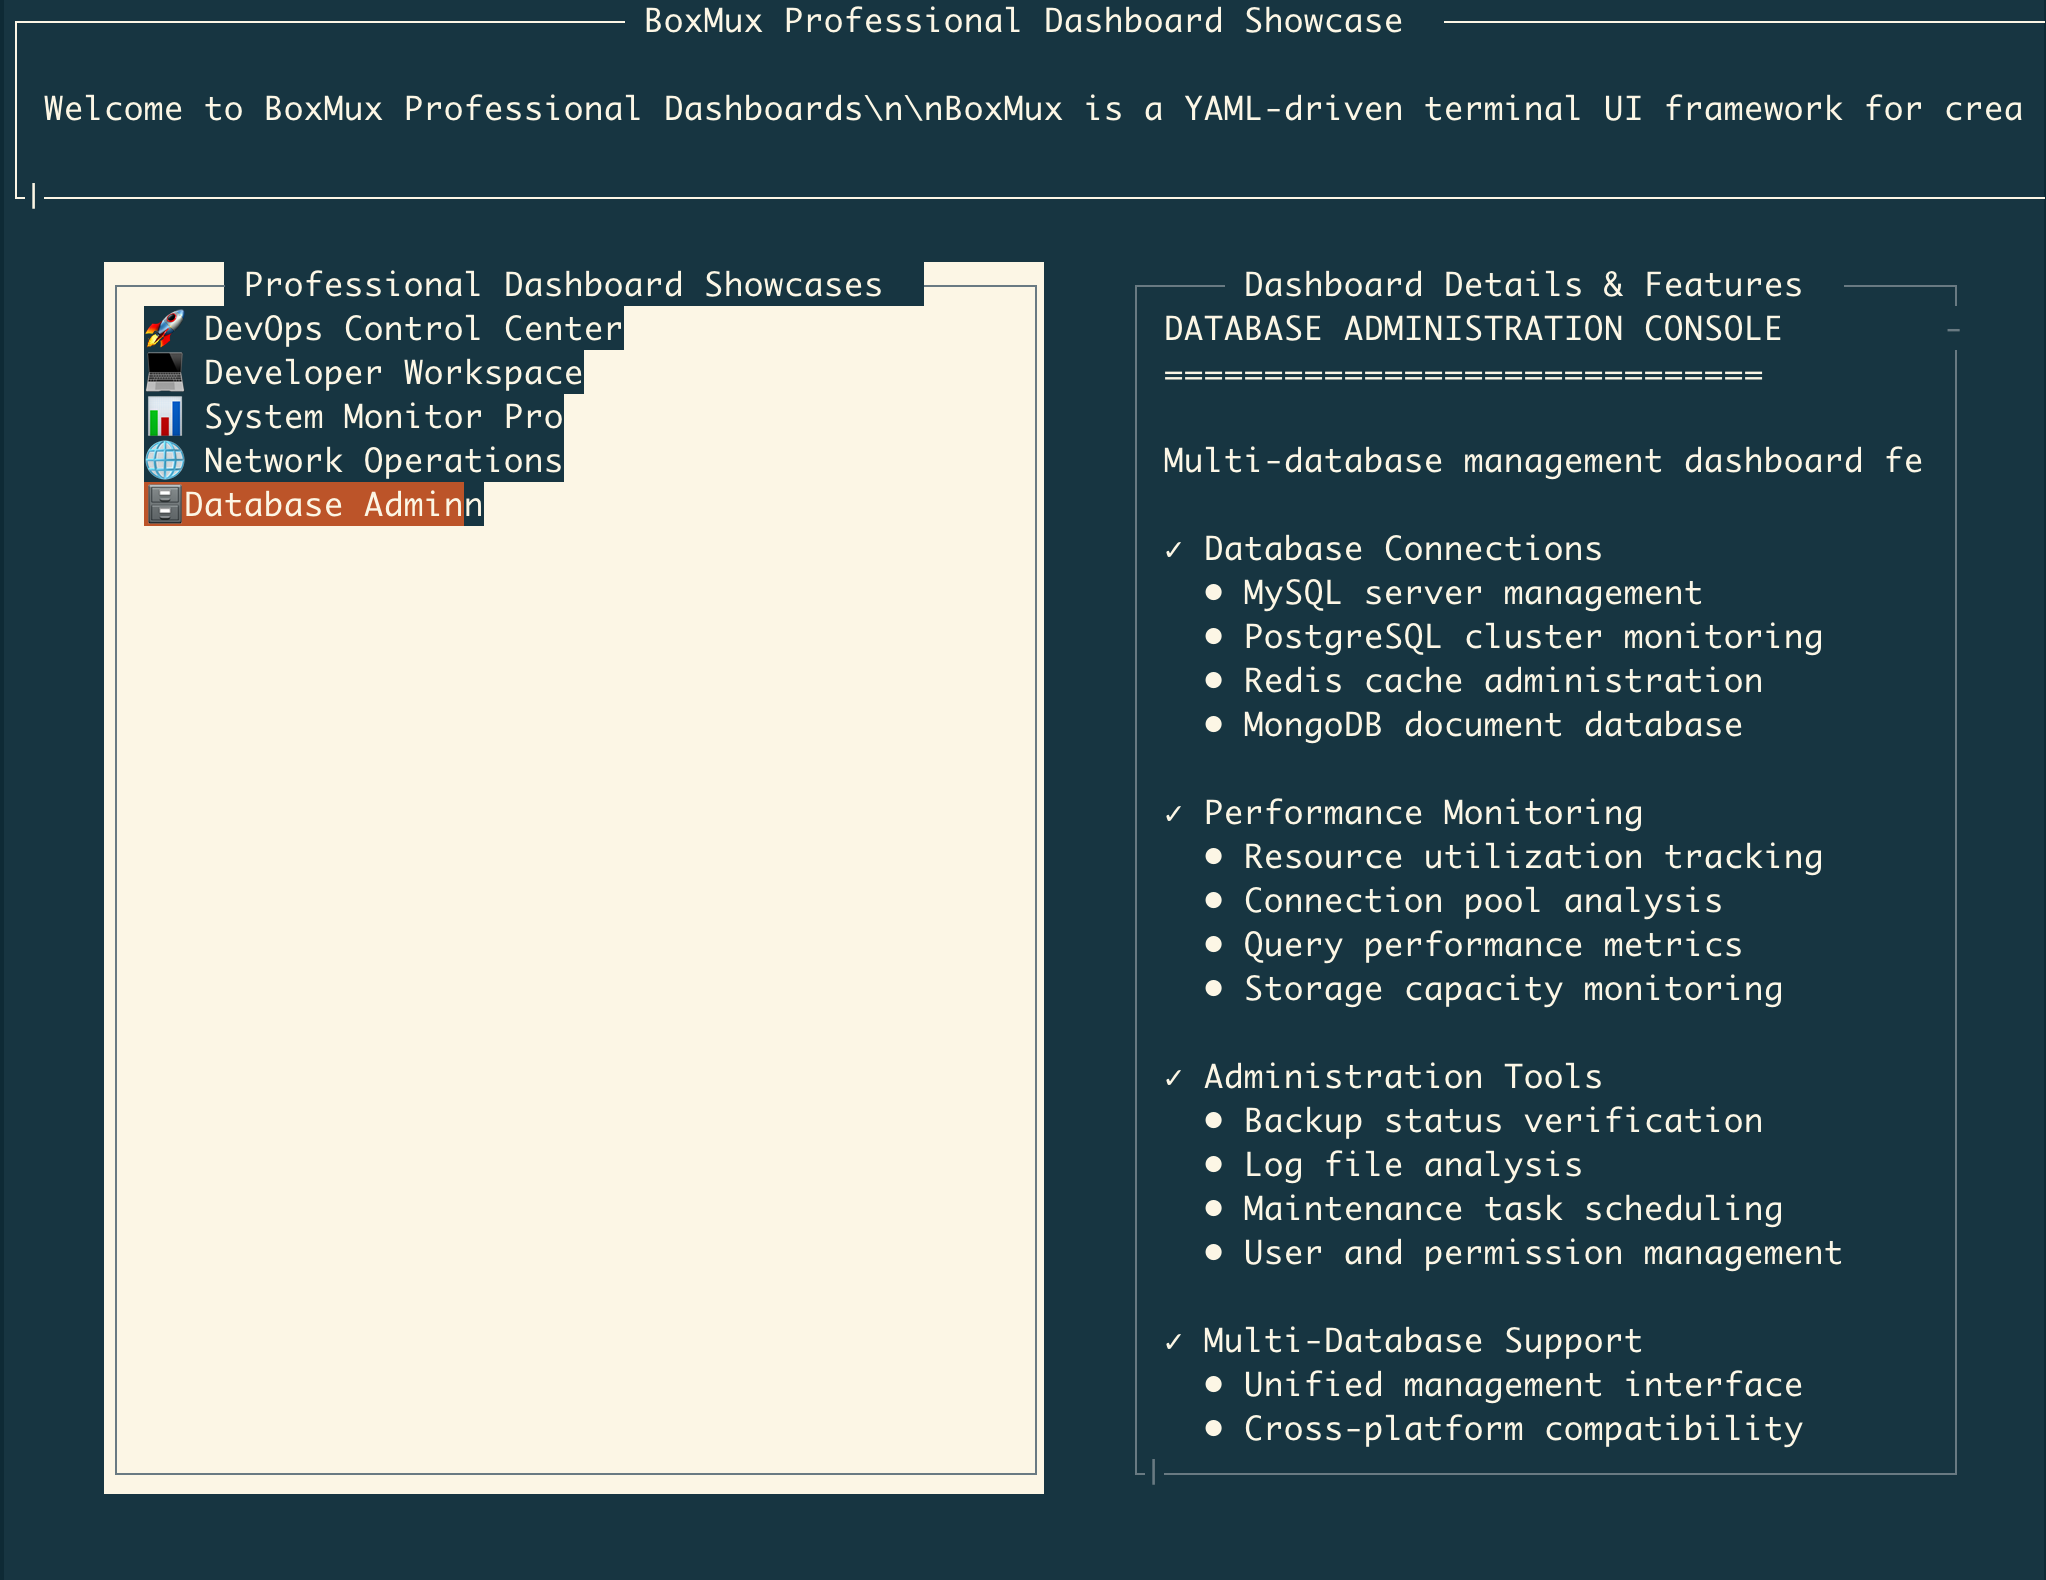 BoxMux Professional Dashboard Showcase
Welcome to BoxMux Professional Dashboards\n\nBoxMux is a YAML-driven terminal UI framework for crea
Professional Dashboard Showcases
🚀 DevOps Control Center
💻 Developer Workspace
📊 System Monitor Pro
🌐 Network Operations
🗄️Database Adminn
Dashboard Details & Features
DATABASE ADMINISTRATION CONSOLE
==============================
Multi-database management dashboard fe
✓ Database Connections
● MySQL server management
● PostgreSQL cluster monitoring
● Redis cache administration
● MongoDB document database
✓ Performance Monitoring
● Resource utilization tracking
● Connection pool analysis
● Query performance metrics
● Storage capacity monitoring
✓ Administration Tools
● Backup status verification
● Log file analysis
● Maintenance task scheduling
● User and permission management
✓ Multi-Database Support
● Unified management interface
● Cross-platform compatibility